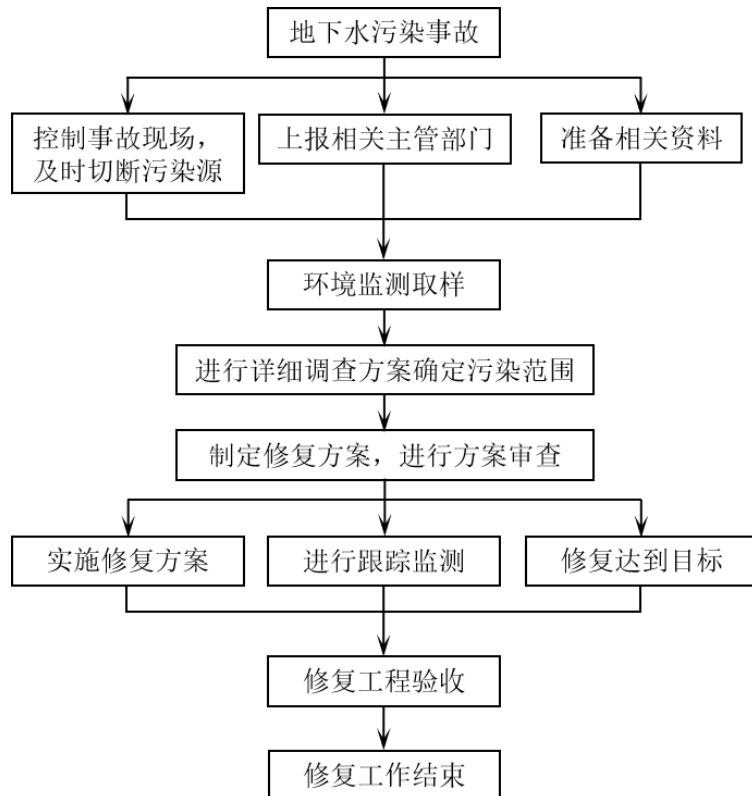 地下水污染事故
控制事故现场，
及时切断污染源
上报相关主管部门
准备相关资料
环境监测取样
进行详细调查方案确定污染范围
制定修复方案，进行方案审查
实施修复方案
进行跟踪监测
修复达到目标
修复工程验收
修复工作结束